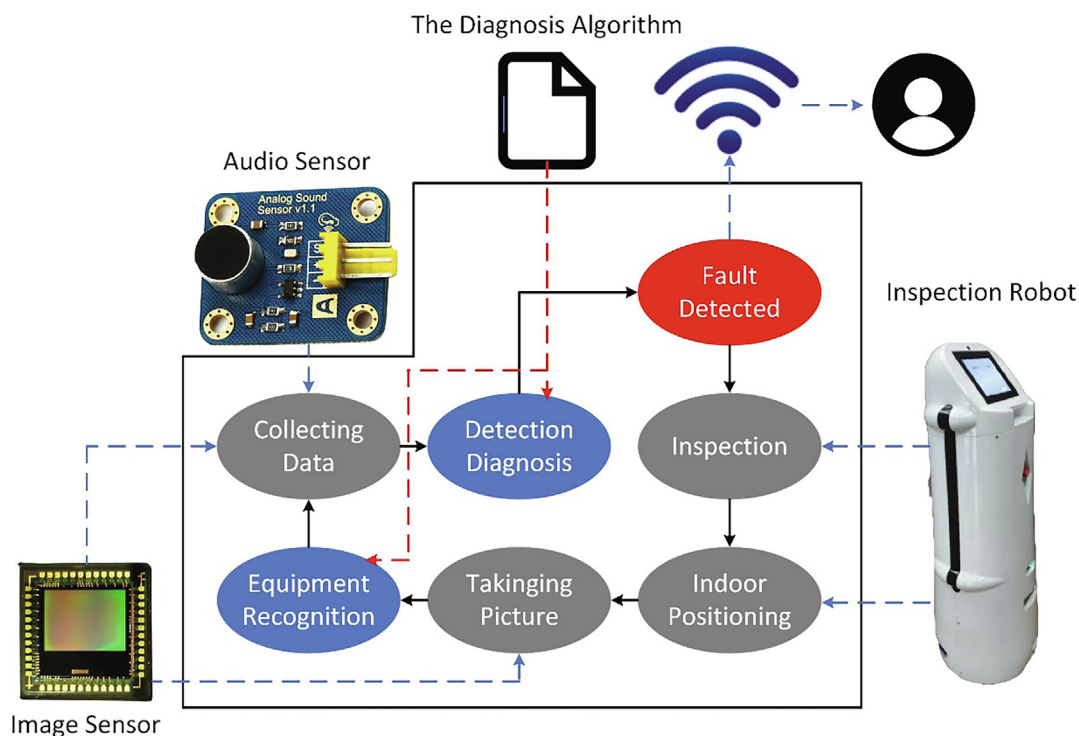 The Diagnosis Algorithm
Audio Sensor
Analog Sound
Sensor v1.1
A
Fault
Detected
Inspection Robot
Collecting
Data
Detection
Diagnosis
Inspection
Equipment
Recognition
Takinging
Picture
Indoor
Positioning
Image Sensor